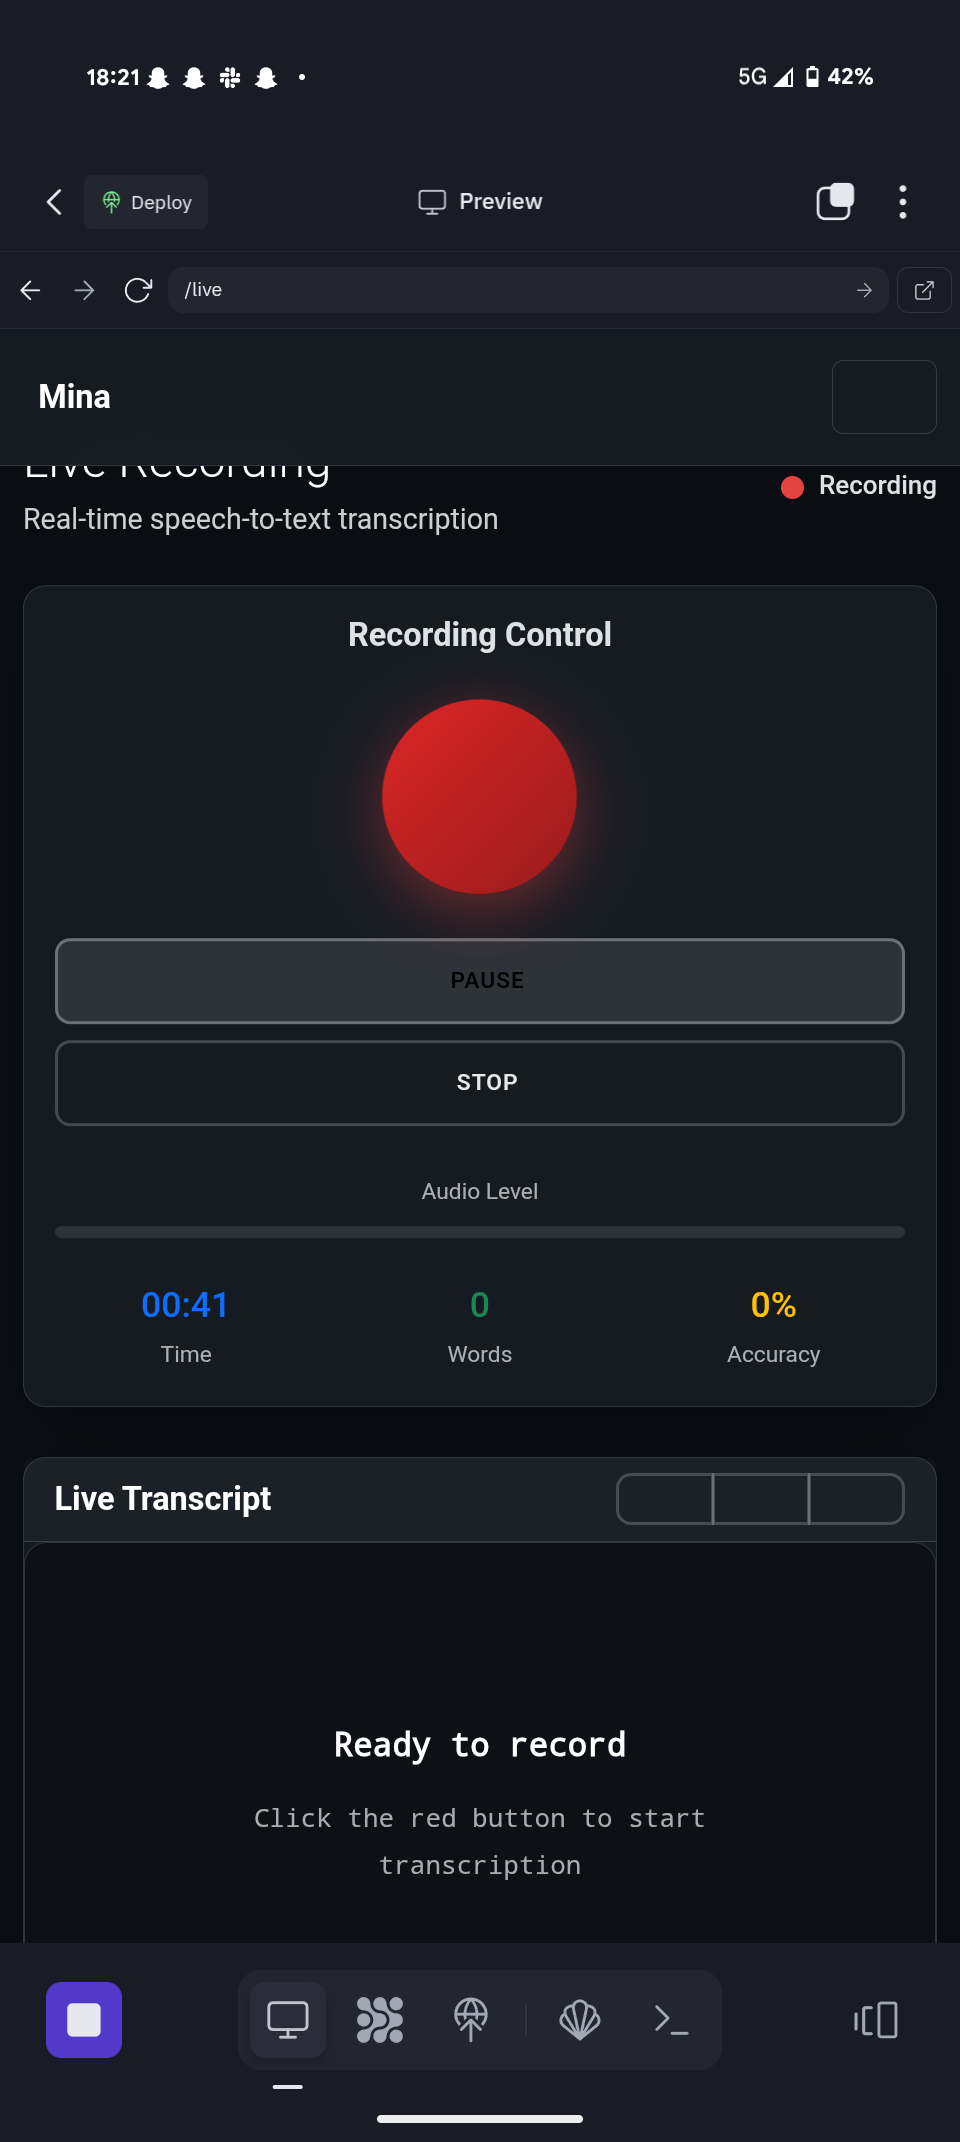 18:21
5G 42%
Deploy
Preview
/live
Mina
Live Recording
Recording
Real-time speech-to-text transcription
Recording Control
PAUSE
STOP
Audio Level
00:41 0 0%
Time Words Accuracy
Live Transcript
Ready to record
Click the red button to start
transcription